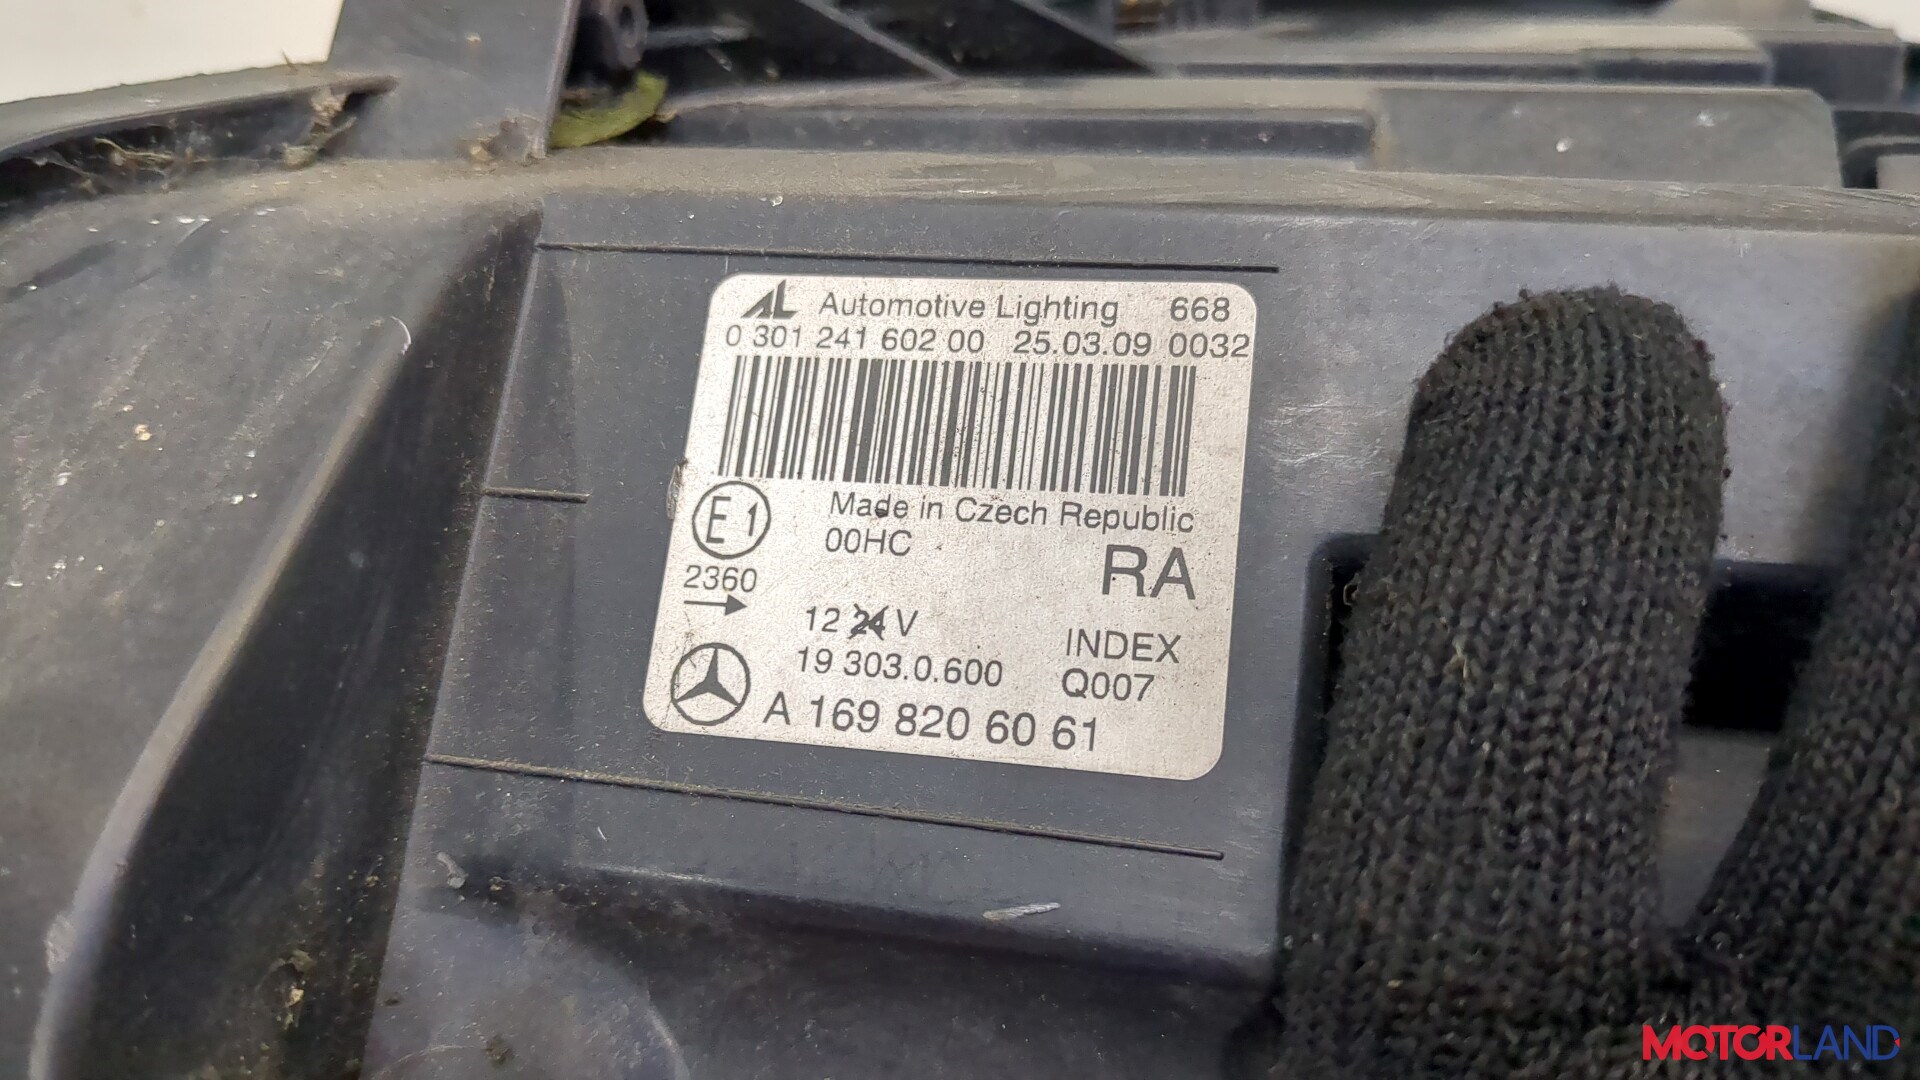 AL Automotive Lighting 668
0 301 241 602 00 25.03.09 0032
Made in Czech Republic
E1
00HC
RA
2360
12 24 V
INDEX
19 303.0.600
Q007
A 169 820 60 61
MOTORLAND